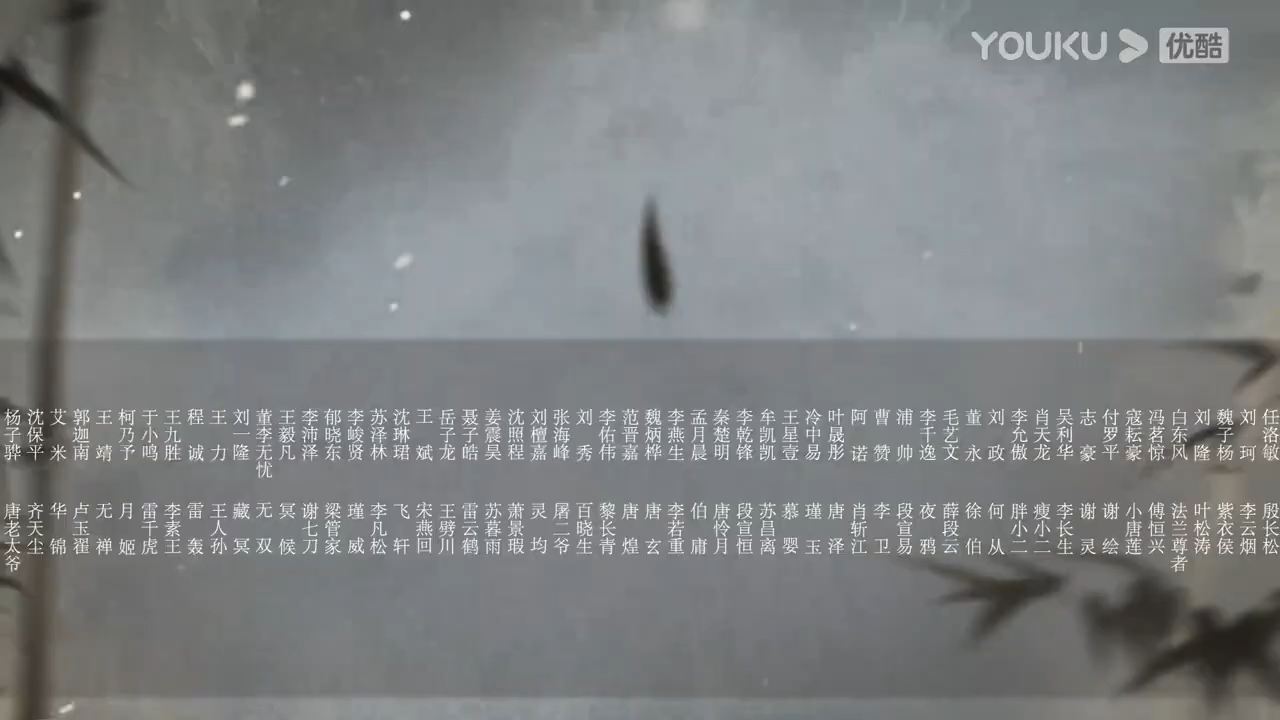 YOUKU 优酷
任洛敏 殷长松
刘珂 李云烟
魏子杨 紫衣侯
刘隆 叶松涛
白东风 法兰尊者
冯茗惊 傅恒兴
寇耘豪 小唐莲
付罗平 谢绘
志豪 谢灵
吴利华 李长生
肖天龙 瘦小二
李允傲 胖小二
刘政 何从
董永 徐伯
毛艺文 薛段云
李千逸 夜鸦
浦帅 段宣易
曹赞 李卫
阿诺 肖斩江
叶晟彤 唐泽
冷中易 瑾玉
王星壹 慕婴
牟凯凯 苏昌离
李乾锋 段宣恒
秦楚明 唐怜月
孟月晨 伯庸
李燕生 李若重
魏炳桦 唐玄
范晋嘉 唐煌
李佑伟 黎长青
刘秀 百晓生
张海峰 屠二爷
刘檀嘉 灵均
沈照程 萧景瑕
姜震昊 苏暮雨
聂子皓 雷云鹤
岳子龙 王劈川
王斌 宋燕回
沈琳珺 飞轩
苏泽林 李凡松
李峻贤 瑾威
郁晓东 梁管家
李沛泽 谢七刀
王毅凡 冥候
董李无忧 无双
刘一隆 藏冥
王力 王人孙
程诚 雷轰
王九胜 李素王
于小鸣 雷千虎
柯乃予 月姬
王靖 无禅
郭迦南 卢玉翟
艾米 华锦
沈保平 齐天尘
杨子骅 唐老太爷